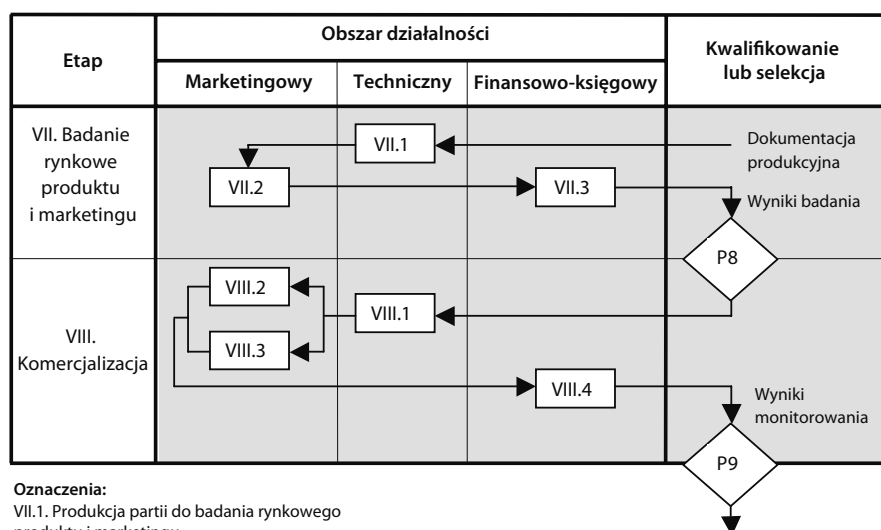 Etap
Obszar działalności
Kwalifikowanie
lub selekcja
Marketingowy
Techniczny
Finansowo-księgowy
VII. Badanie
rynkowe
produktu
i marketingu
VII.1
Dokumentacja
produkcyjna
VII.2
VII.3
Wyniki badania
P8
VIII.
Komercjalizacja
VIII.2
VIII.1
VIII.3
VIII.4
Wyniki
monitorowania
P9
Oznaczenia:
VII.1. Produkcja partii do badania rynkowego
produktu i marketingu